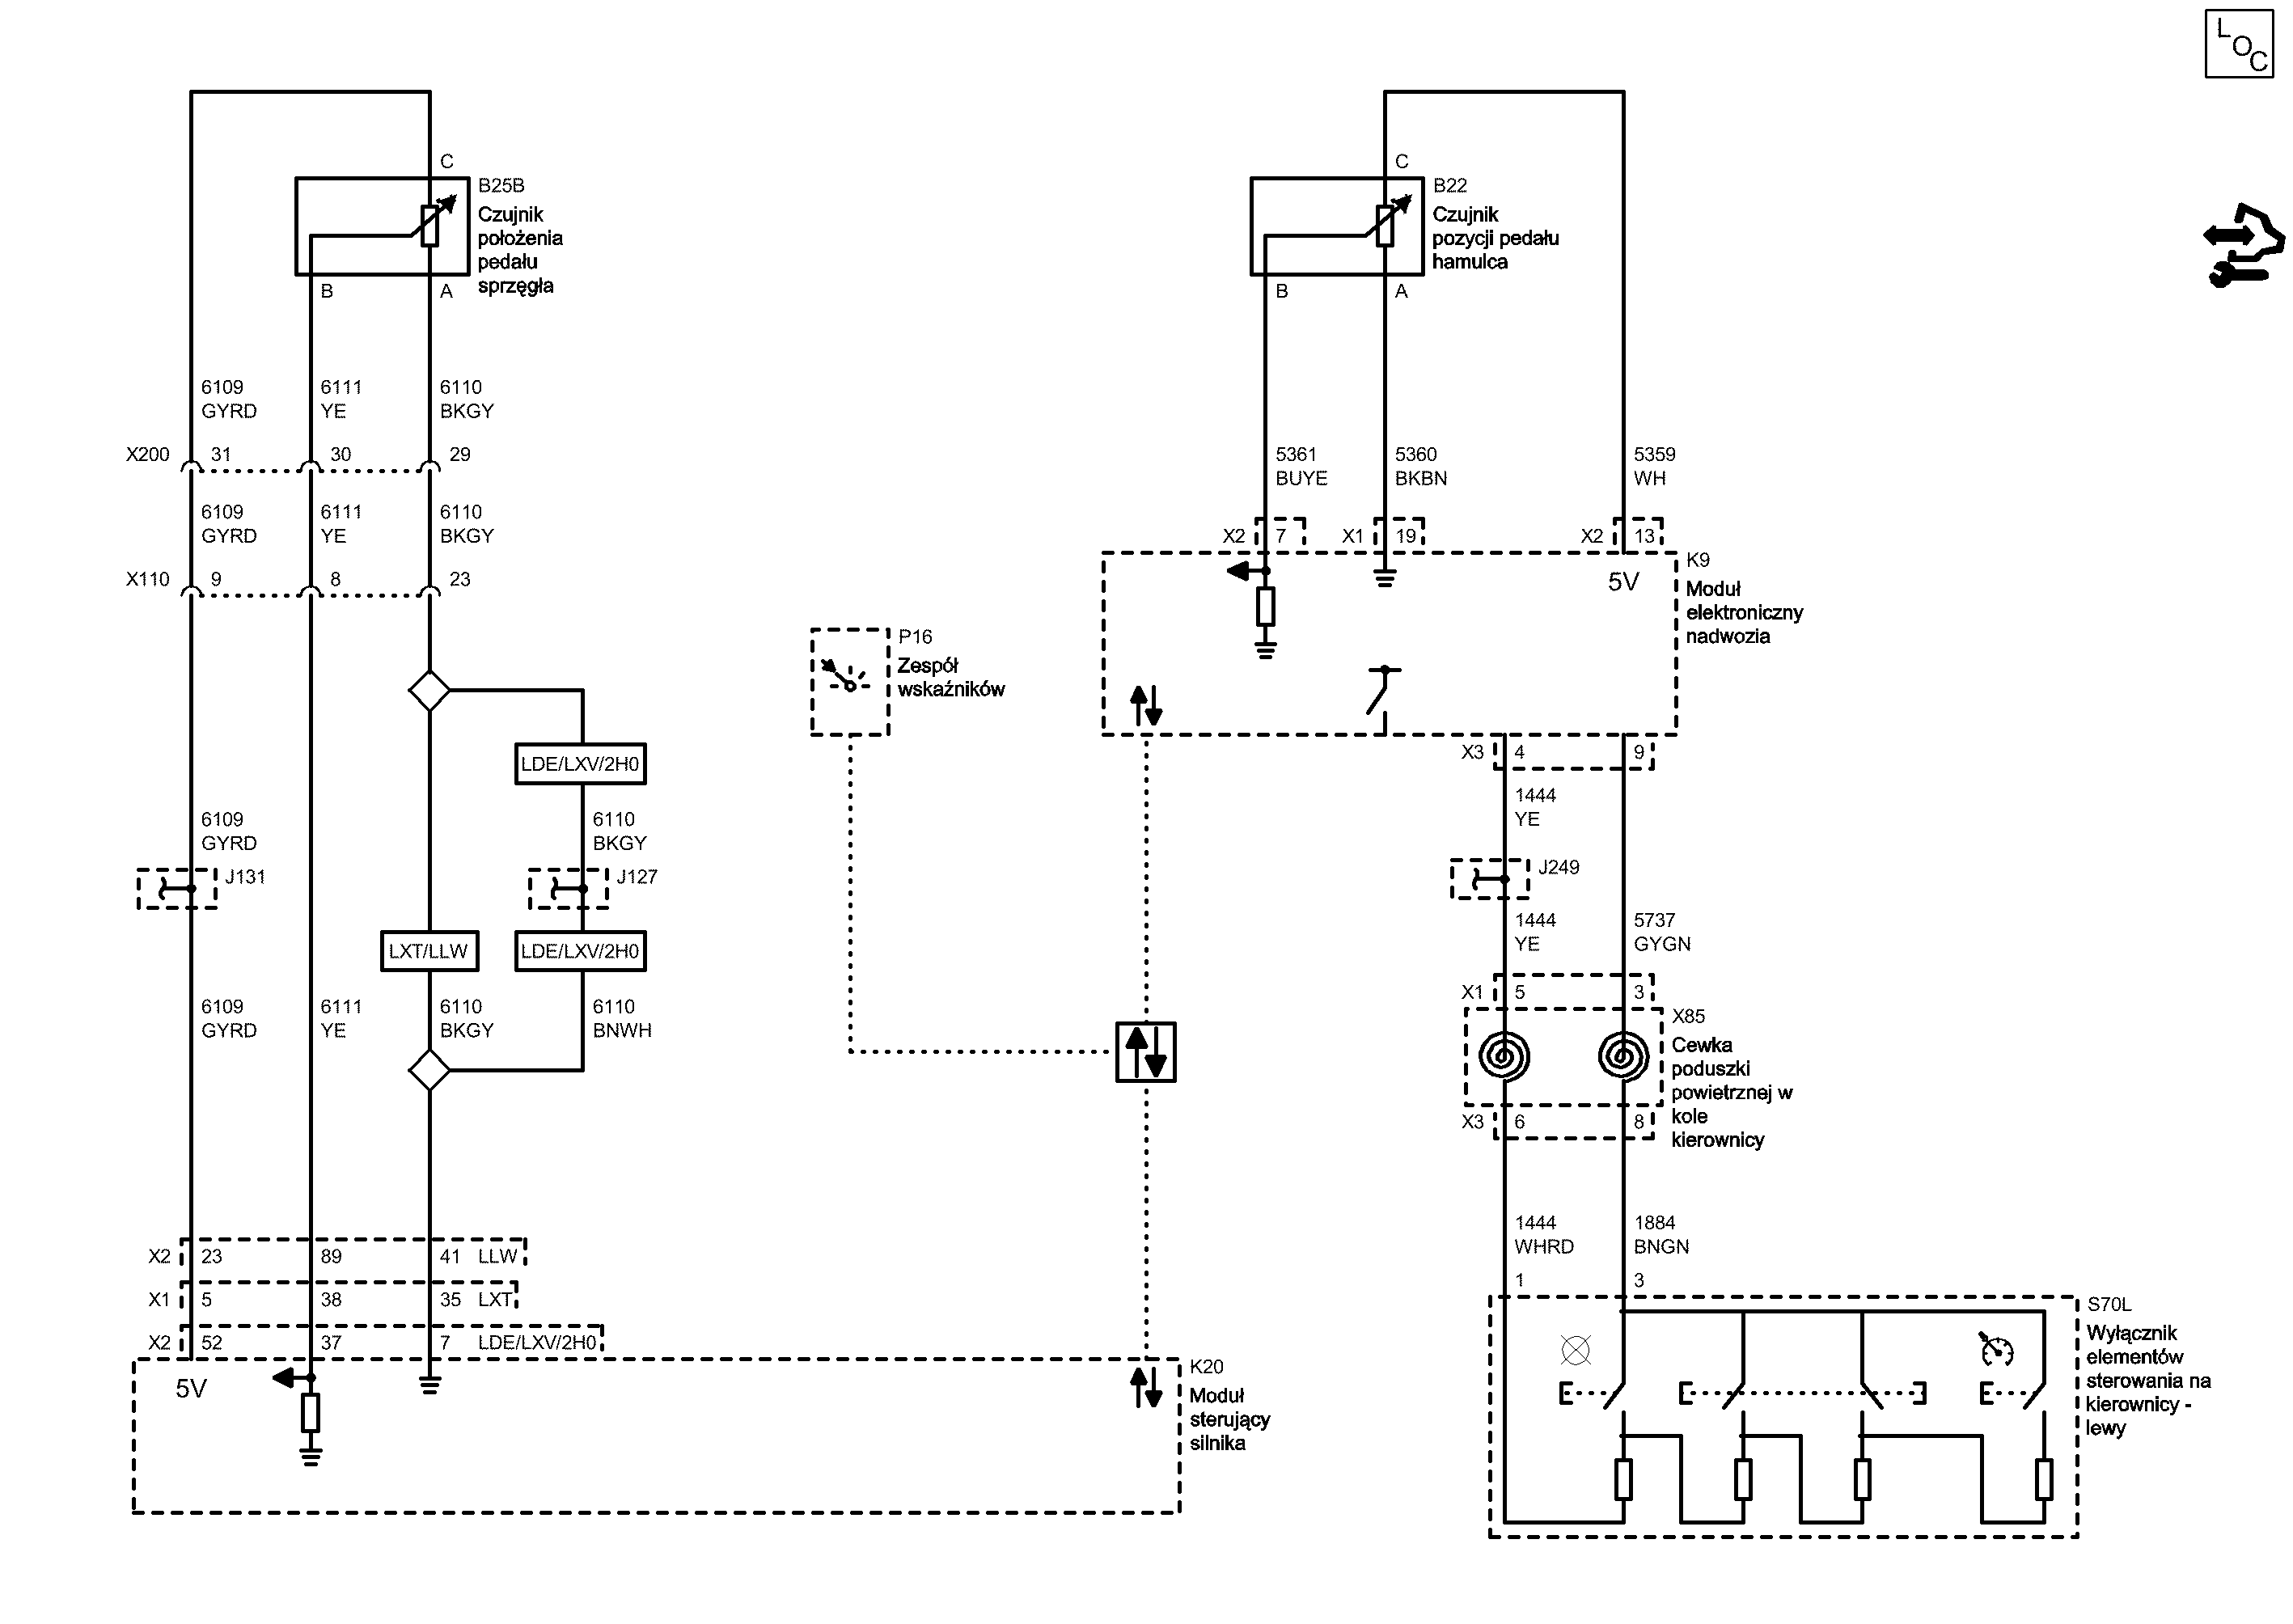 L
O
C
C
B25B
Czujnik
położenia
pedału
sprzęgła
B
A
6109
GYRD
6111
YE
6110
BKGY
X200
31
30
29
6109
GYRD
6111
YE
6110
BKGY
X110
9
8
23
LDE/LXV/2H0
6109
GYRD
6110
BKGY
J131
J127
LXT/LLW
LDE/LXV/2H0
6109
GYRD
6111
YE
6110
BKGY
6110
BNWH
X2
23
89
41
LLW
X1
5
38
35
LXT
X2
52
37
7
LDE/LXV/2H0
5V
K20
Moduł
sterujący
silnika
P16
Zespół
wskaźników
C
B22
Czujnik
pozycji pedału
hamulca
B
A
5361
BUYE
5360
BKBN
5359
WH
X2
7
X1
19
X2
13
K9
Moduł
elektroniczny
nadwozia
5V
X3
4
9
1444
YE
J249
1444
YE
5737
GYGN
X1
5
3
X85
Cewka
poduszki
powietrznej w
kole
kierownicy
X3
6
8
1444
WHRD
1884
BNGN
1
3
S70L
Wyłącznik
elementów
sterowania na
kierownicy -
lewy